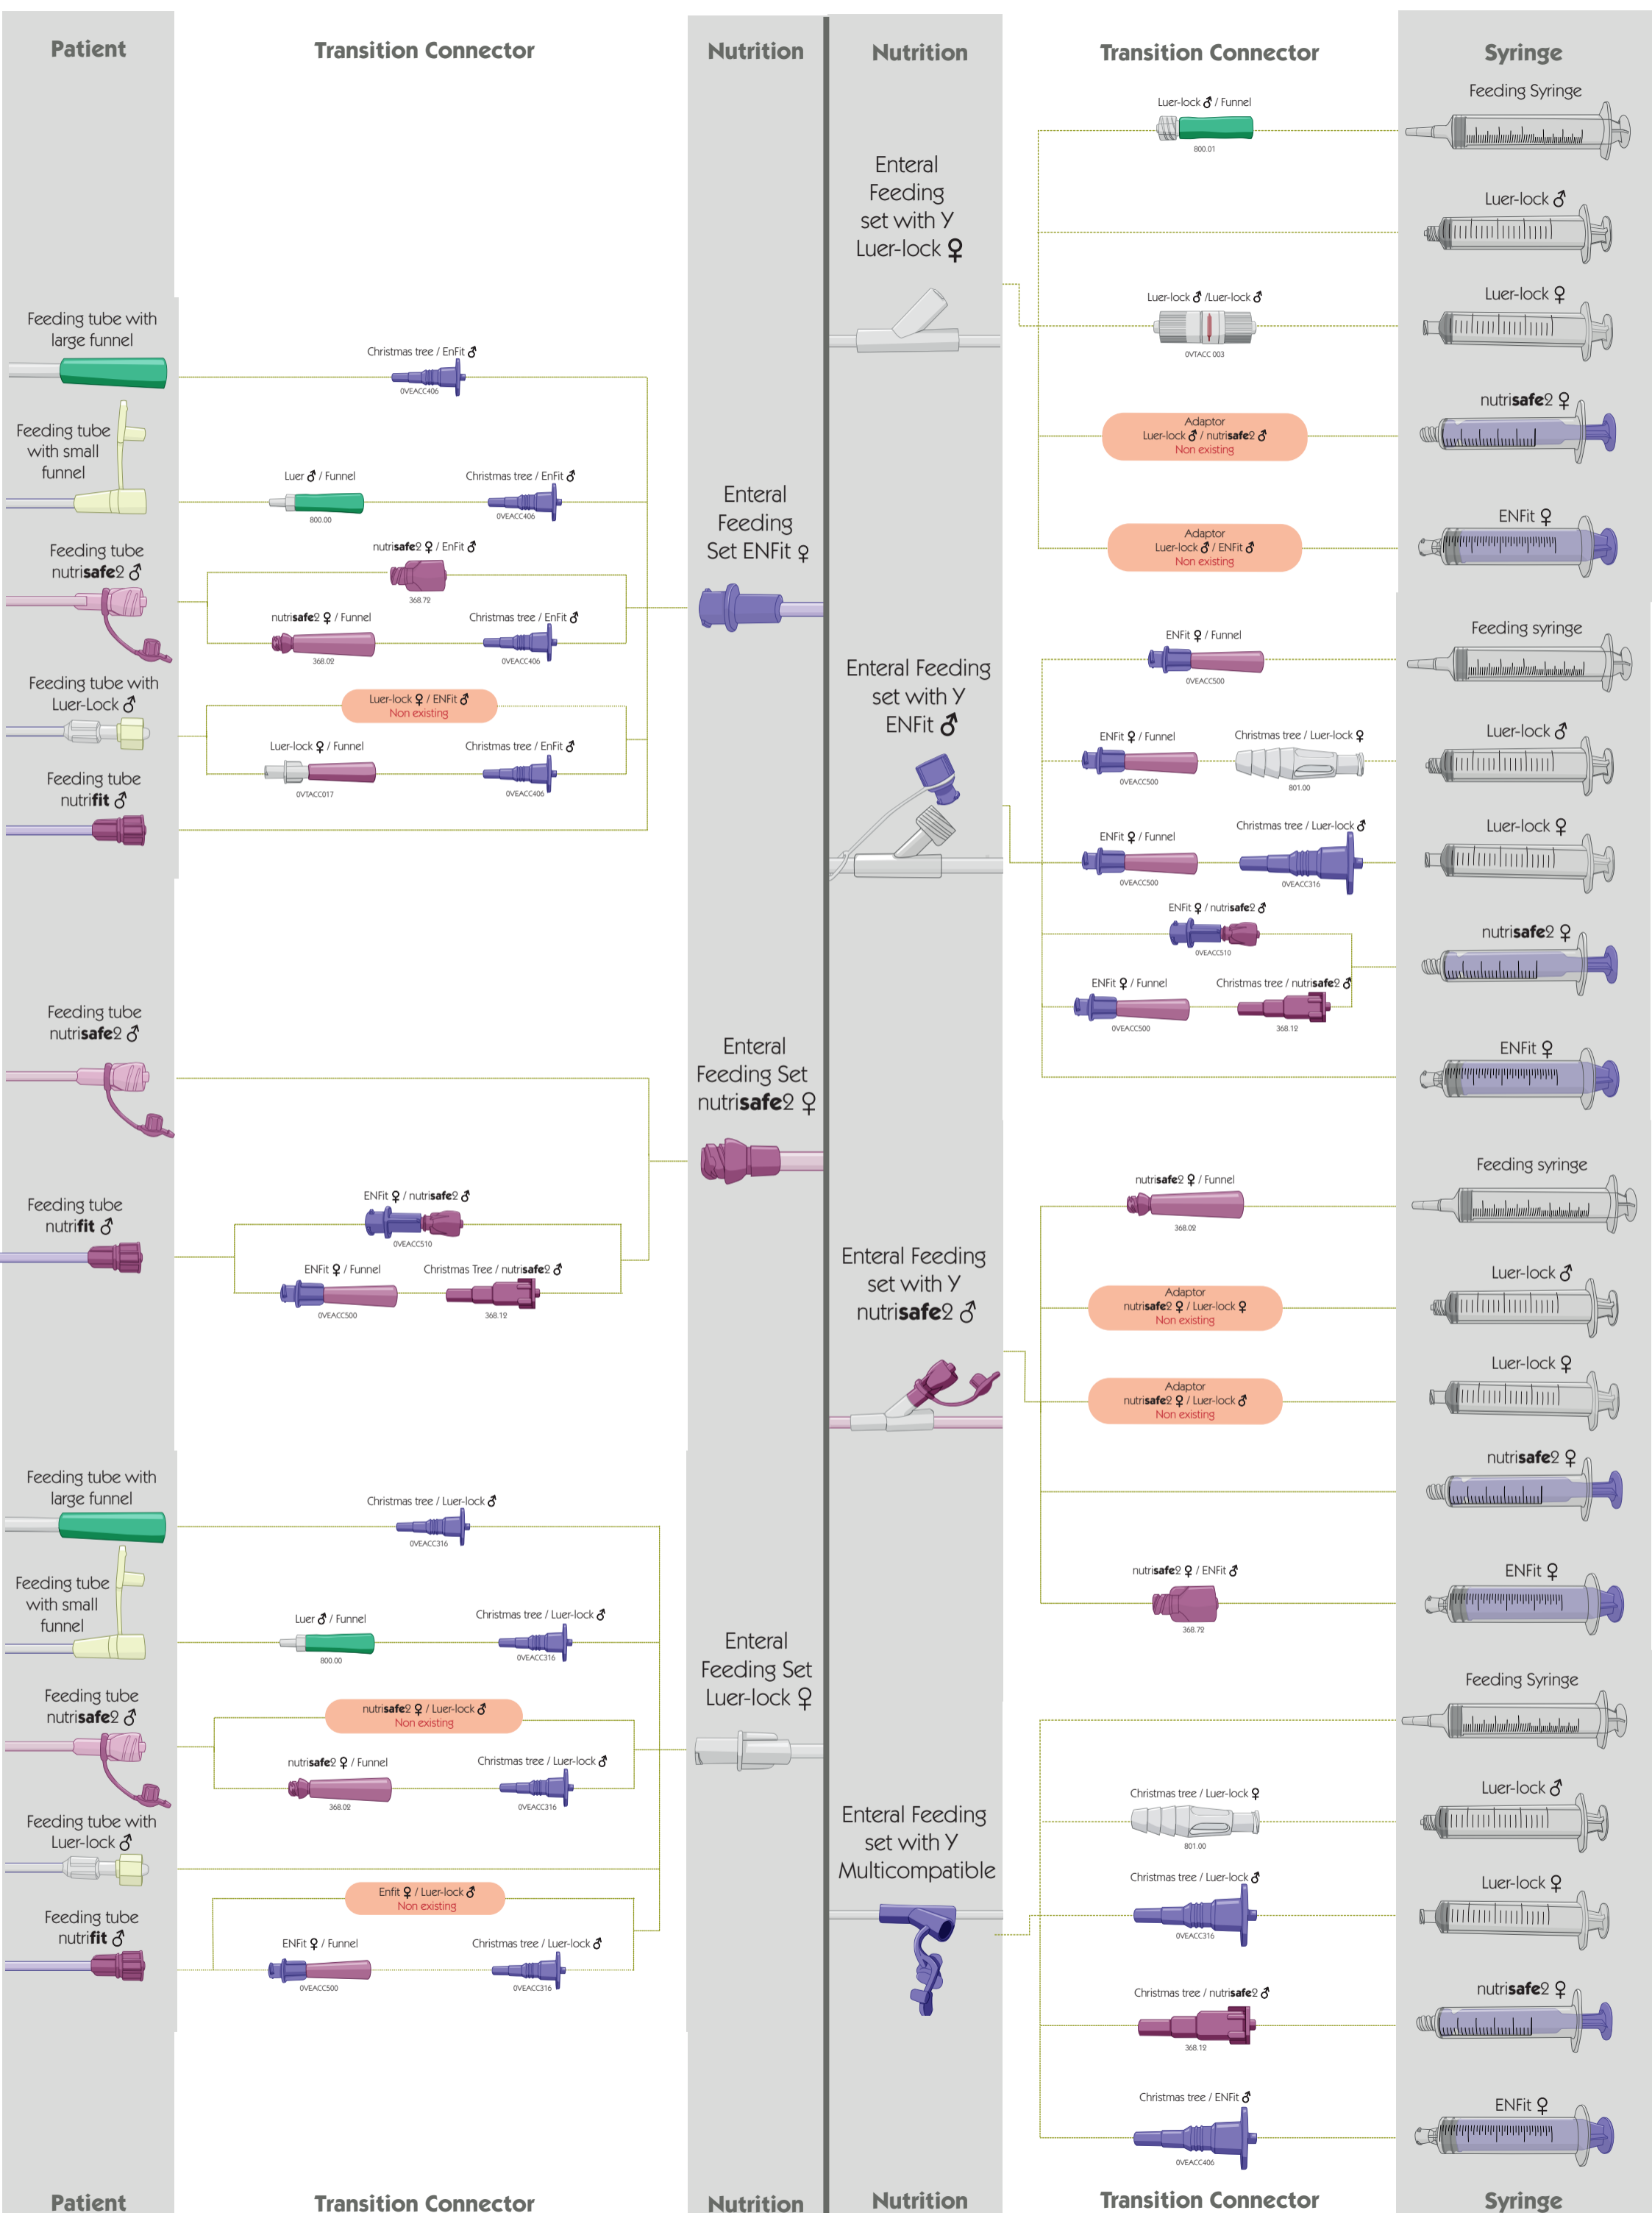 Patient
Transition Connector
Nutrition
Feeding tube with
large funnel
Christmas tree / EnFit ♂
0VEACC406
Feeding tube
with small
funnel
Luer ♂ / Funnel
800.00
Christmas tree / EnFit ♂
0VEACC406
Feeding tube
nutrisafe2 ♂
nutrisafe2 ♀ / EnFit ♂
368.72
nutrisafe2 ♀ / Funnel
368.02
Christmas tree / EnFit ♂
0VEACC406
Feeding tube with
Luer-Lock ♂
Luer-lock ♀ / ENFit ♂
Non existing
Luer-lock ♀ / Funnel
0VTACC017
Christmas tree / EnFit ♂
0VEACC406
Feeding tube
nutrifit ♂
Enteral
Feeding
Set ENFit ♀
Feeding tube
nutrisafe2 ♂
Feeding tube
nutrifit ♂
ENFit ♀ / nutrisafe2 ♂
0VEACC510
ENFit ♀ / Funnel
0VEACC500
Christmas Tree / nutrisafe2 ♂
368.12
Enteral
Feeding Set
nutrisafe2 ♀
Feeding tube with
large funnel
Christmas tree / Luer-lock ♂
0VEACC316
Feeding tube
with small
funnel
Luer ♂ / Funnel
800.00
Christmas tree / Luer-lock ♂
0VEACC316
Feeding tube
nutrisafe2 ♂
nutrisafe2 ♀ / Luer-lock ♂
Non existing
nutrisafe2 ♀ / Funnel
368.02
Christmas tree / Luer-lock ♂
0VEACC316
Feeding tube with
Luer-lock ♂
Feeding tube
nutrifit ♂
Enfit ♀ / Luer-lock ♂
Non existing
ENFit ♀ / Funnel
0VEACC500
Christmas tree / Luer-lock ♂
0VEACC316
Enteral
Feeding Set
Luer-lock ♀
Patient
Transition Connector
Nutrition
Nutrition
Transition Connector
Syringe
Enteral
Feeding
set with Y
Luer-lock ♀
Luer-lock ♂ / Funnel
800.01
Feeding Syringe
Luer-lock ♂
Luer-lock ♂ /Luer-lock ♂
0VTACC 003
Luer-lock ♀
Adaptor
Luer-lock ♂ / nutrisafe2 ♂
Non existing
nutrisafe2 ♀
Adaptor
Luer-lock ♂ / ENFit ♂
Non existing
ENFit ♀
Enteral Feeding
set with Y
ENFit ♂
ENFit ♀ / Funnel
0VEACC500
Feeding syringe
ENFit ♀ / Funnel
0VEACC500
Christmas tree / Luer-lock ♀
801.00
Luer-lock ♂
ENFit ♀ / Funnel
0VEACC500
Christmas tree / Luer-lock ♂
0VEACC316
Luer-lock ♀
ENFit ♀ / nutrisafe2 ♂
0VEACC510
ENFit ♀ / Funnel
0VEACC500
Christmas tree / nutrisafe2 ♂
368.12
nutrisafe2 ♀
ENFit ♀
Enteral Feeding
set with Y
nutrisafe2 ♂
nutrisafe2 ♀ / Funnel
368.02
Feeding syringe
Adaptor
nutrisafe2 ♀ / Luer-lock ♀
Non existing
Luer-lock ♂
Adaptor
nutrisafe2 ♀ / Luer-lock ♂
Non existing
Luer-lock ♀
nutrisafe2 ♀
nutrisafe2 ♀ / ENFit ♂
368.72
ENFit ♀
Enteral Feeding
set with Y
Multicompatible
Feeding Syringe
Christmas tree / Luer-lock ♀
801.00
Luer-lock ♂
Christmas tree / Luer-lock ♂
0VEACC316
Luer-lock ♀
Christmas tree / nutrisafe2 ♂
368.12
nutrisafe2 ♀
Christmas tree / ENFit ♂
0VEACC406
ENFit ♀
Nutrition
Transition Connector
Syringe